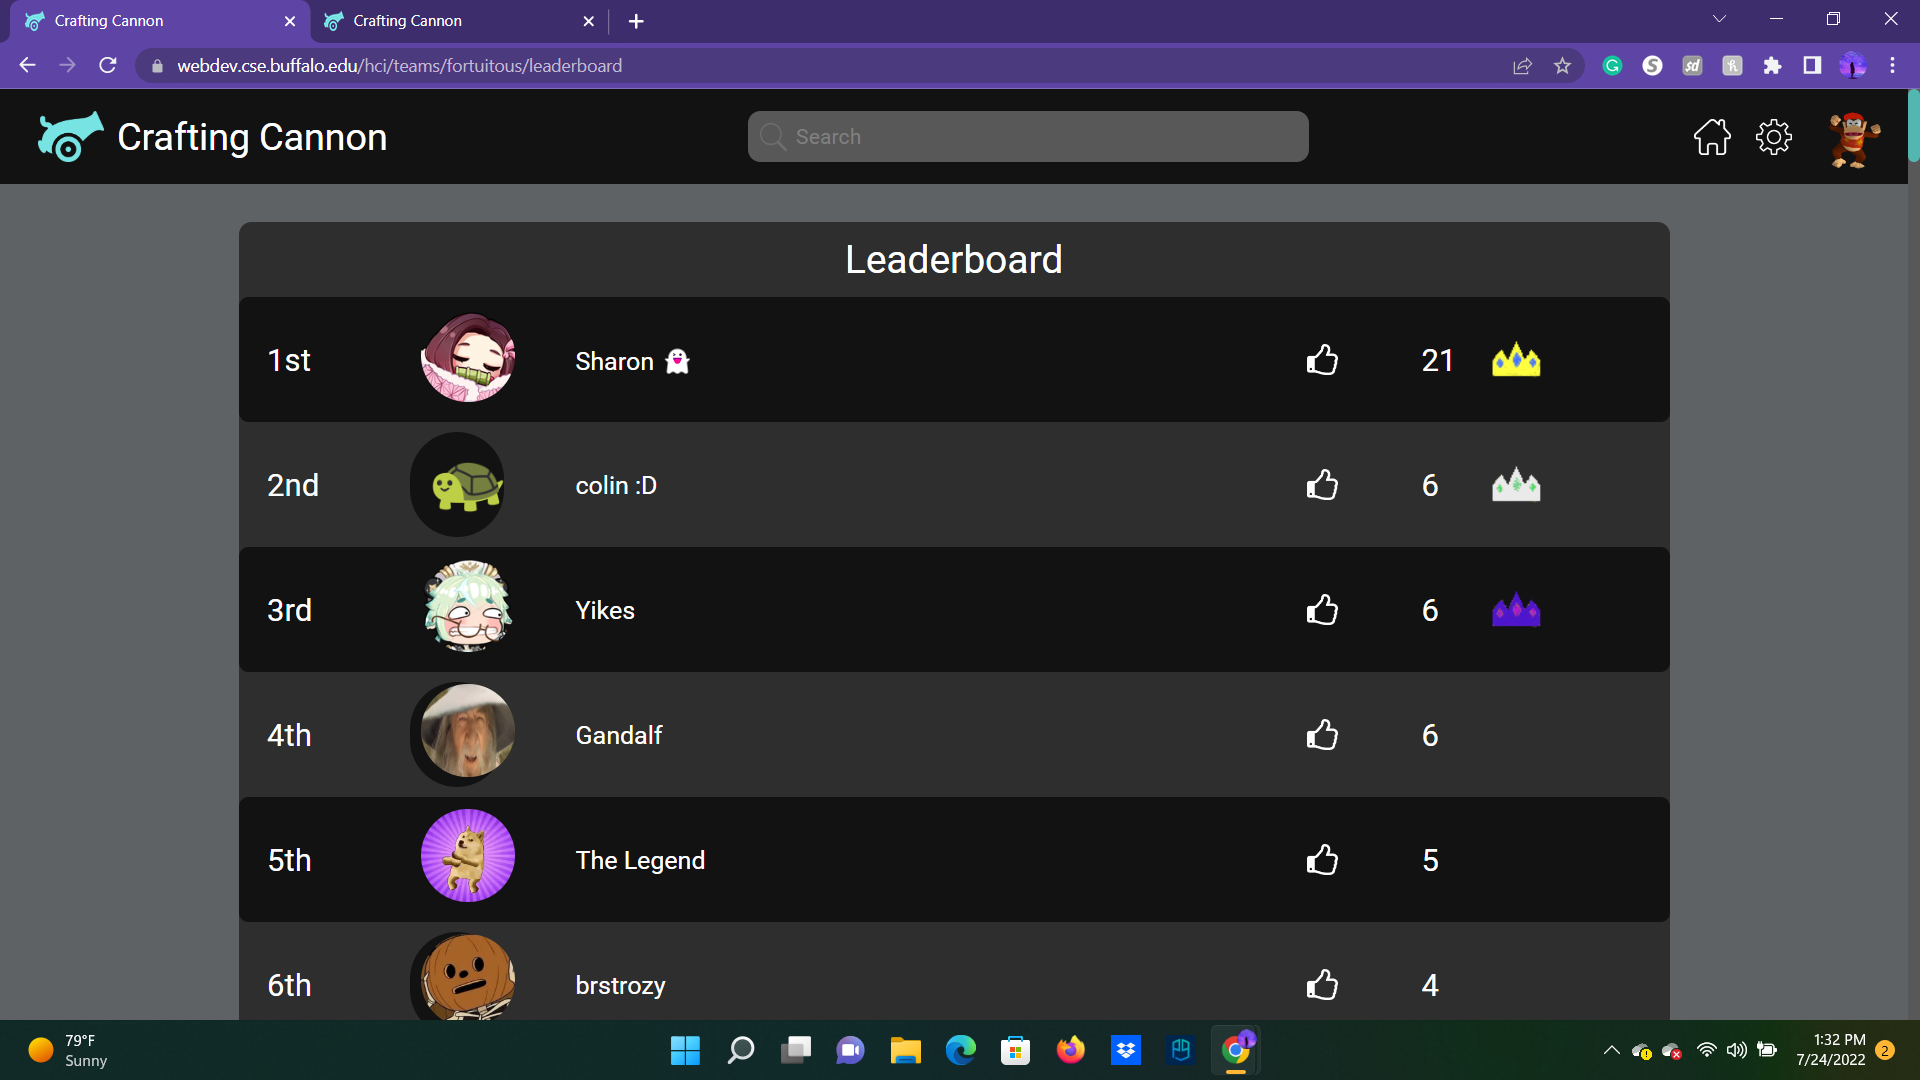 Crafting Cannon
Crafting Cannon
webdev.cse.buffalo.edu/hci/teams/fortuitous/leaderboard
Crafting Cannon
Search
Leaderboard
1st Sharon 👻 21
2nd colin :D 6
3rd Yikes 6
4th Gandalf 6
5th The Legend 5
6th brstrozy 4
79°F
Sunny
1:32 PM
7/24/2022
2